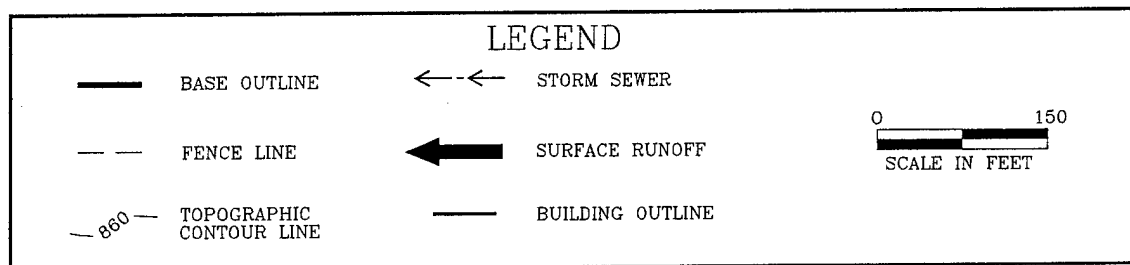 LEGEND
BASE OUTLINE
STORM SEWER
FENCE LINE
SURFACE RUNOFF
860
TOPOGRAPHIC
CONTOUR LINE
BUILDING OUTLINE
0 150
SCALE IN FEET